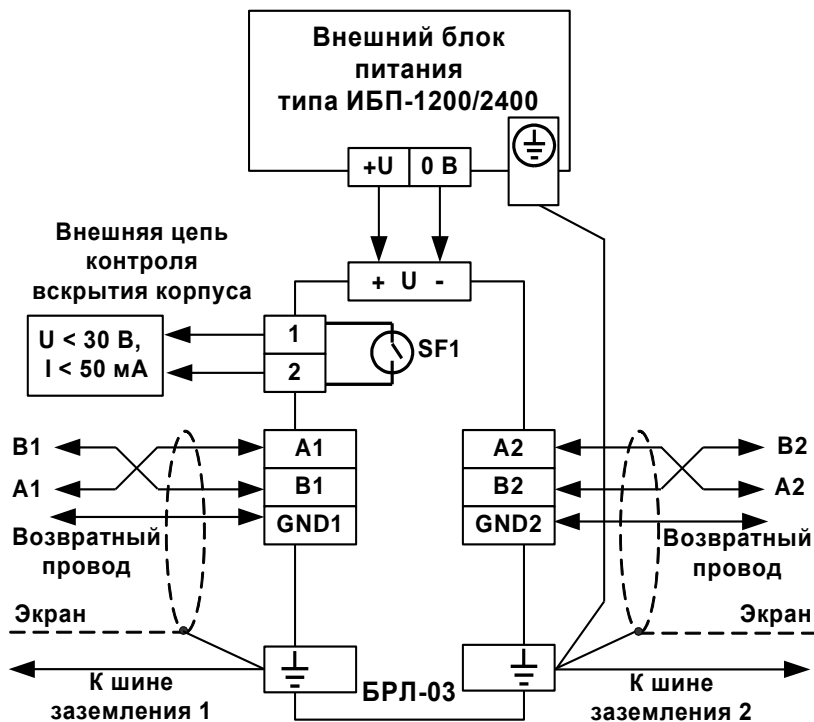 Внешний блок
питания
типа ИБП-1200/2400
+U 0 В
Внешняя цепь
контроля
вскрытия корпуса
+ U -
U < 30 В,
I < 50 мА
1
2
SF1
B1
A1
A1
B1
GND1
Возвратный
провод
A2
B2
GND2
B2
A2
Возвратный
провод
Экран
Экран
К шине
заземления 1
БРЛ-03
К шине
заземления 2